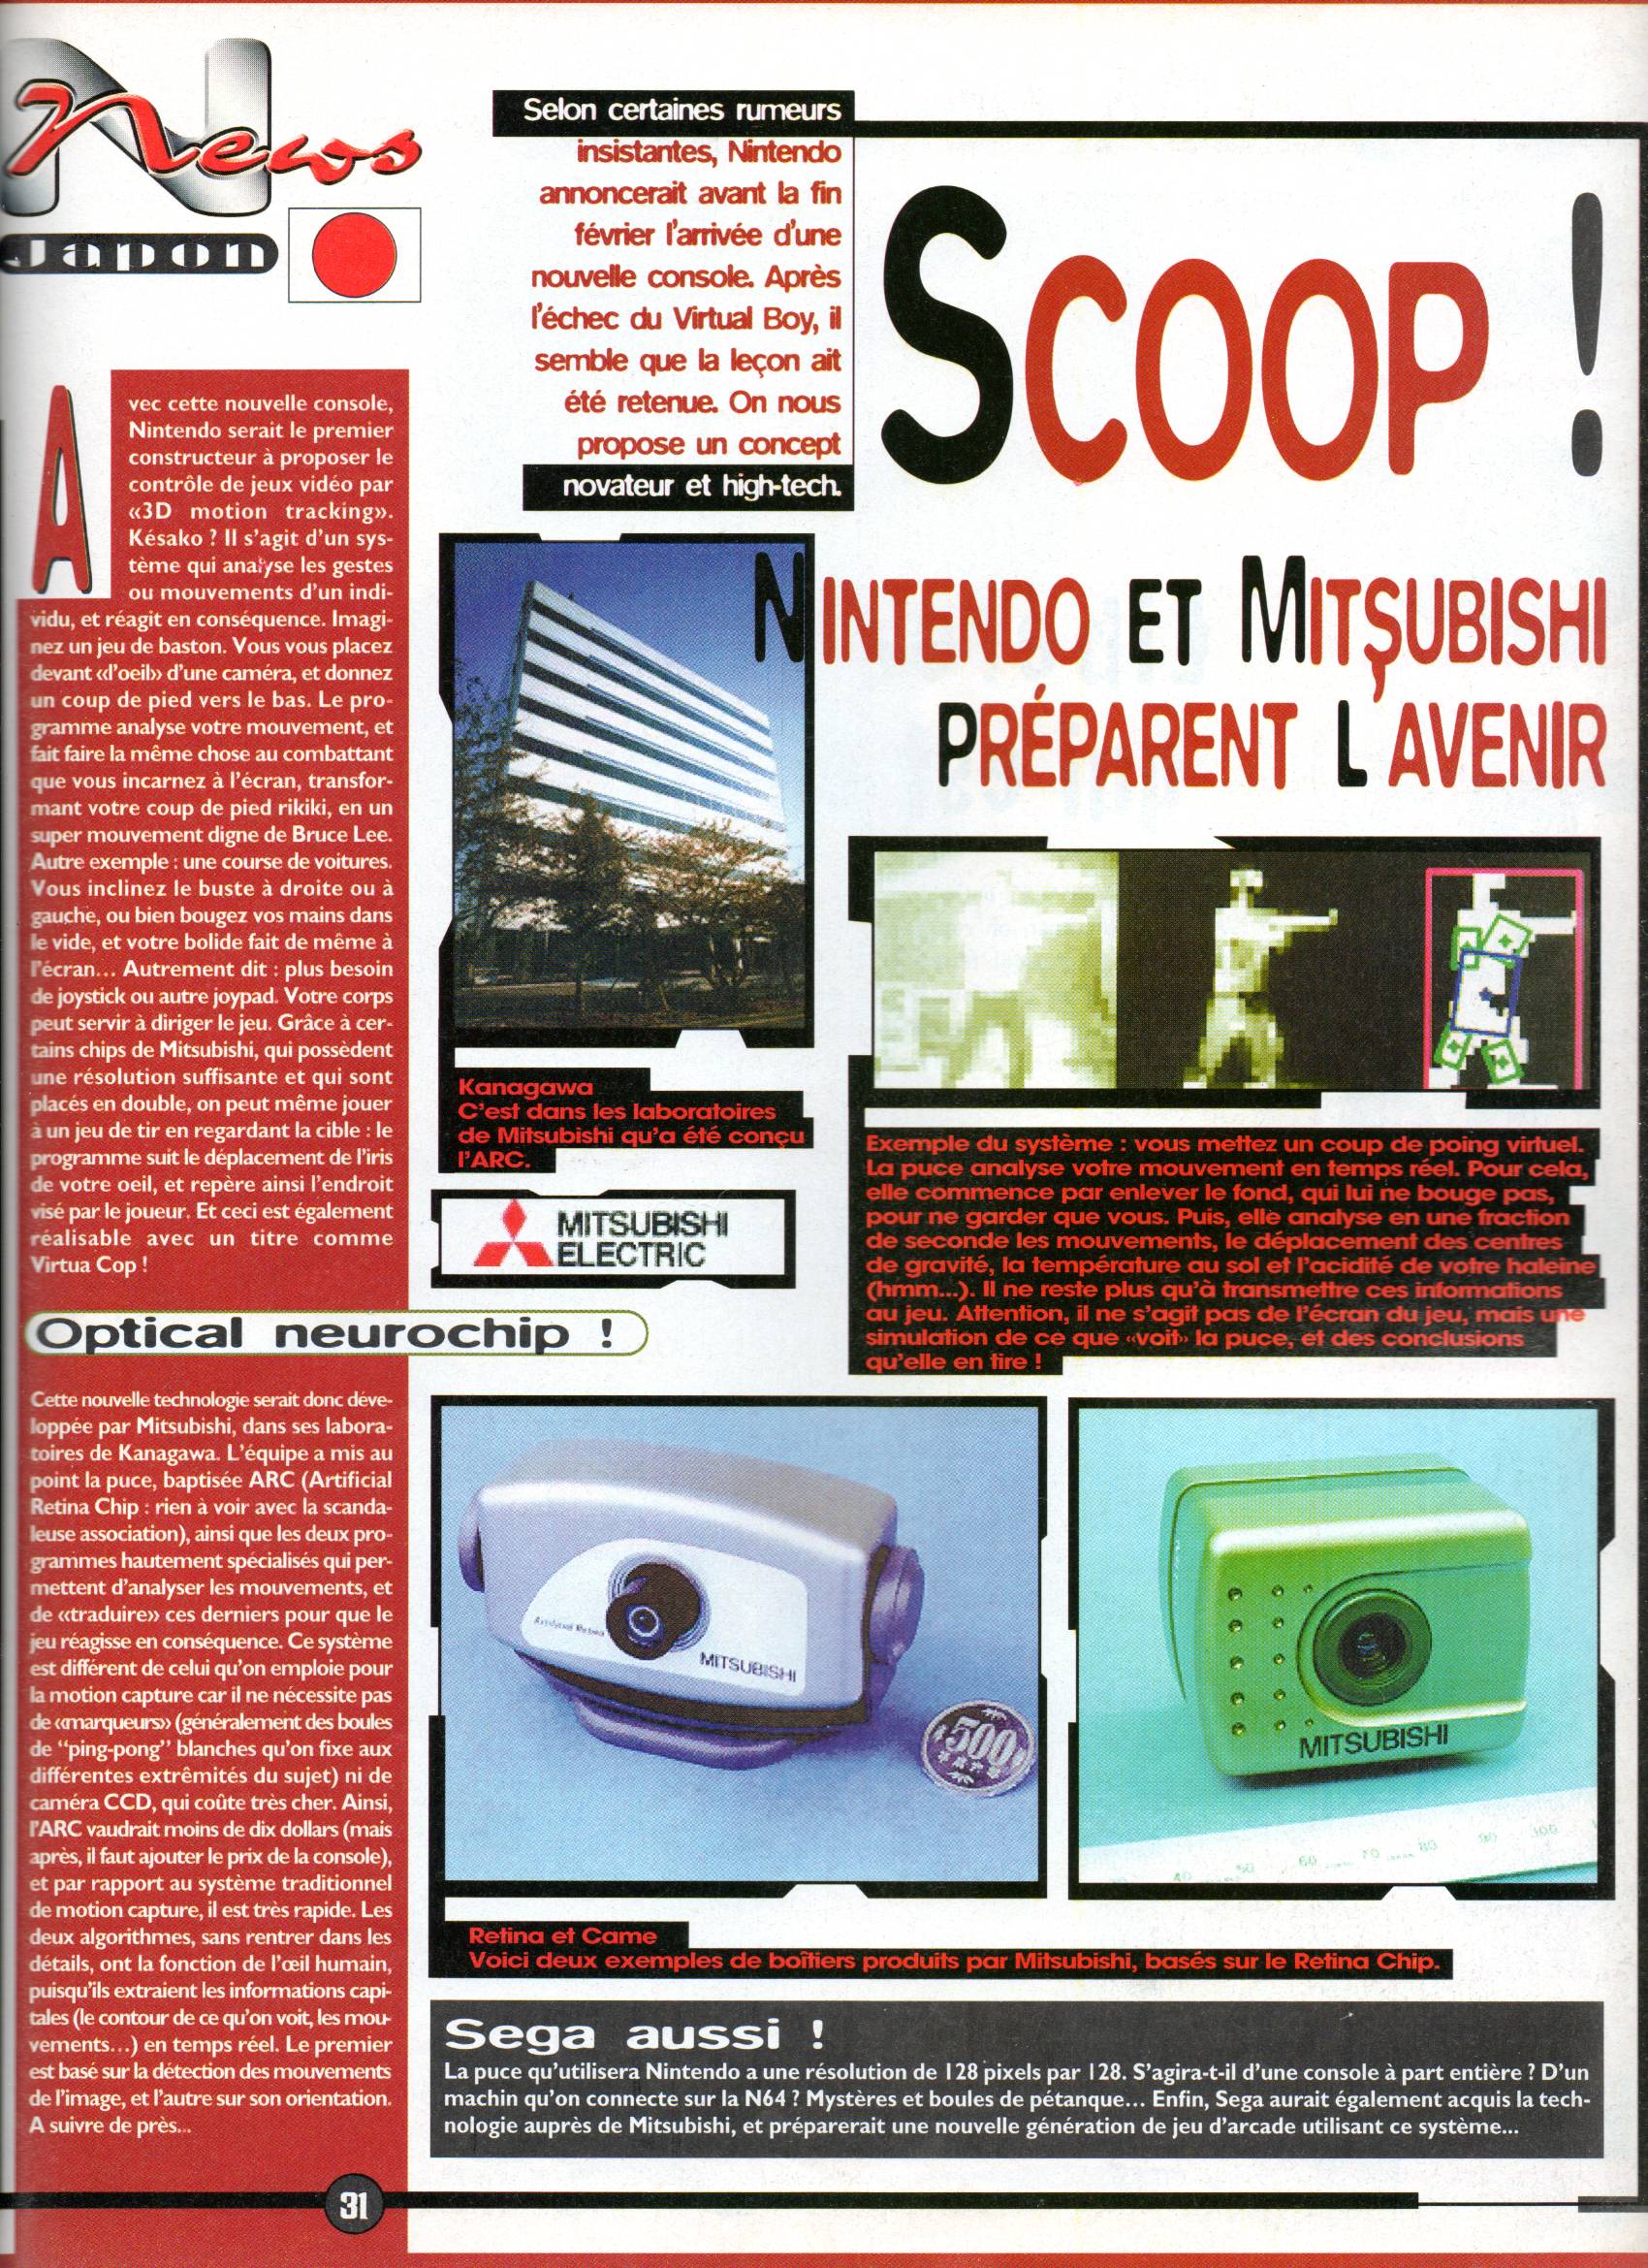 News
Japon
Selon certaines rumeurs
insistantes, Nintendo
annoncerait avant la fin
février l'arrivée d'une
nouvelle console. Après
l'échec du Virtual Boy, il
semble que la leçon ait
été retenue. On nous
propose un concept
novateur et high-tech.
SCOOP !
NINTENDO ET MITSUBISHI
PRÉPARENT L'AVENIR
Avec cette nouvelle console,
Nintendo serait le premier
constructeur à proposer le
contrôle de jeux vidéo par
«3D motion tracking».
Késako ? Il s'agit d'un sys-
tème qui analyse les gestes
ou mouvements d'un indi-
vidu, et réagit en conséquence. Imagi-
nez un jeu de baston. Vous vous placez
devant «l'oeil» d'une caméra, et donnez
un coup de pied vers le bas. Le pro-
gramme analyse votre mouvement, et
fait faire la même chose au combattant
que vous incarnez à l'écran, transfor-
mant votre coup de pied rikiki, en un
super mouvement digne de Bruce Lee.
Autre exemple : une course de voitures.
Vous inclinez le buste à droite ou à
gauche, ou bien bougez vos mains dans
le vide, et votre bolide fait de même à
l'écran... Autrement dit : plus besoin
de joystick ou autre joypad. Votre corps
peut servir à diriger le jeu. Grâce à cer-
tains chips de Mitsubishi, qui possèdent
une résolution suffisante et qui sont
placés en double, on peut même jouer
à un jeu de tir en regardant la cible : le
programme suit le déplacement de l'iris
de votre oeil, et repère ainsi l'endroit
visé par le joueur. Et ceci est également
réalisable avec un titre comme
Virtua Cop !
Optical neurochip !
Cette nouvelle technologie serait donc déve-
loppée par Mitsubishi, dans ses labora-
toires de Kanagawa. L'équipe a mis au
point la puce, baptisée ARC (Artificial
Retina Chip : rien à voir avec la scanda-
leuse association), ainsi que les deux pro-
grammes hautement spécialisés qui per-
mettent d'analyser les mouvements, et
de «traduire» ces derniers pour que le
jeu réagisse en conséquence. Ce système
est différent de celui qu'on emploie pour
la motion capture car il ne nécessite pas
de «marqueurs» (généralement des boules
de "ping-pong" blanches qu'on fixe aux
différentes extrêmités du sujet) ni de
caméra CCD, qui coûte très cher. Ainsi,
l'ARC vaudrait moins de dix dollars (mais
après, il faut ajouter le prix de la console),
et par rapport au système traditionnel
de motion capture, il est très rapide. Les
deux algorithmes, sans rentrer dans les
détails, ont la fonction de l'œil humain,
puisqu'ils extraient les informations capi-
tales (le contour de ce qu'on voit, les mou-
vements...) en temps réel. Le premier
est basé sur la détection des mouvements
de l'image, et l'autre sur son orientation.
A suivre de près...
Kanagawa
C'est dans les laboratoires
de Mitsubishi qu'a été conçu
l'ARC.
MITSUBISHI
ELECTRIC
Exemple du système : vous mettez un coup de poing virtuel.
La puce analyse votre mouvement en temps réel. Pour cela,
elle commence par enlever le fond, qui lui ne bouge pas,
pour ne garder que vous. Puis, elle analyse en une fraction
de seconde les mouvements, le déplacement des centres
de gravité, la température au sol et l'acidité de votre haleine
(hmm...). Il ne reste plus qu'à transmettre ces informations
au jeu. Attention, il ne s'agit pas de l'écran du jeu, mais une
simulation de ce que «voit» la puce, et des conclusions
qu'elle en tire !
Artificial Retina
MITSUBISHI
500
MITSUBISHI
40 50 60 70 80 90 100
Retina et Came
Voici deux exemples de boîtiers produits par Mitsubishi, basés sur le Retina Chip.
Sega aussi !
La puce qu'utilisera Nintendo a une résolution de 128 pixels par 128. S'agira-t-il d'une console à part entière ? D'un
machin qu'on connecte sur la N64 ? Mystères et boules de pétanque... Enfin, Sega aurait également acquis la tech-
nologie auprès de Mitsubishi, et préparerait une nouvelle génération de jeu d'arcade utilisant ce système...
31